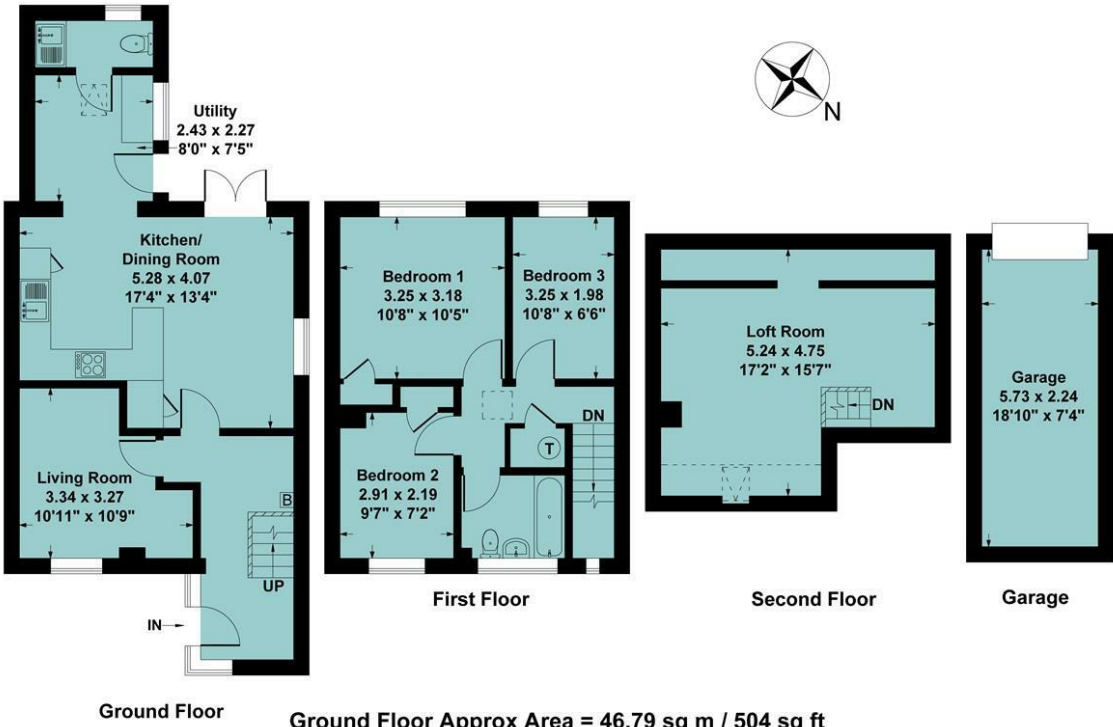 Utility
2.43 x 2.27
8'0" x 7'5"
N
Kitchen/
Dining Room
5.28 x 4.07
17'4" x 13'4"
Bedroom 1
3.25 x 3.18
10'8" x 10'5"
Bedroom 3
3.25 x 1.98
10'8" x 6'6"
Loft Room
5.24 x 4.75
17'2" x 15'7"
DN
Garage
5.73 x 2.24
18'10" x 7'4"
Living Room
3.34 x 3.27
10'11" x 10'9"
B
UP
IN
Bedroom 2
2.91 x 2.19
9'7" x 7'2"
T
DN
First Floor
Second Floor
Garage
Ground Floor
Ground Floor Approx Area = 46.79 sq m / 504 sq ft